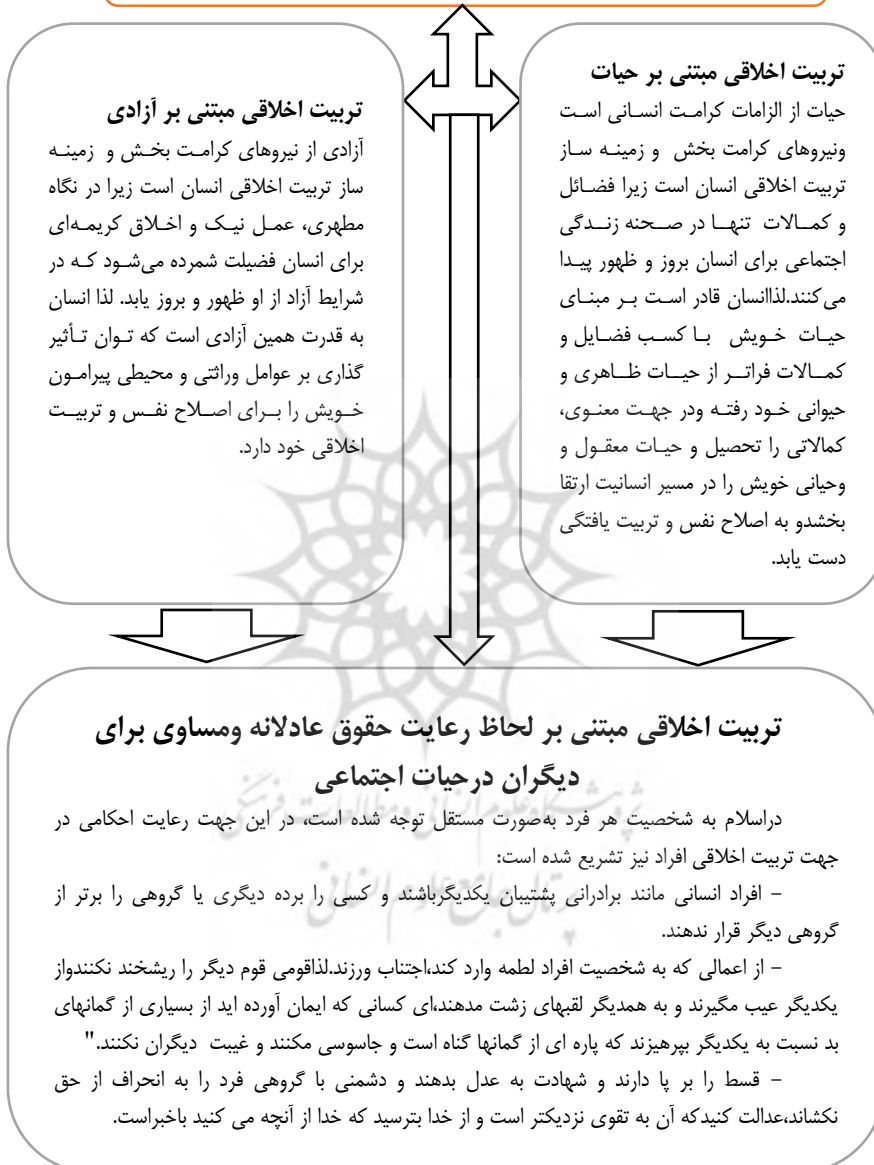 تربیت اخلاقی مبتنی بر حیات
حیات از الزامات کرامت انسانی است
ونیروهای کرامت بخش و زمینه ساز
تربیت اخلاقی انسان است زیرا فضائل
و کمالات تنها در صحنه زندگی
اجتماعی برای انسان بروز و ظهور پیدا
می‌کنند.لذاانسان قادر است بر مبنای
حیات خویش با کسب فضایل و
کمالات فراتر از حیات ظاهری و
حیوانی خود رفته ودر جهت معنوی،
کمالاتی را تحصیل و حیات معقول و
وحیانی خویش را در مسیر انسانیت ارتقا
بخشدو به اصلاح نفس و تربیت یافتگی
دست یابد.
تربیت اخلاقی مبتنی بر آزادی
آزادی از نیروهای کرامت بخش و زمینه
ساز تربیت اخلاقی انسان است زیرا در نگاه
مطهری، عمل نیک و اخلاق کریمه‌ای
برای انسان فضیلت شمرده می‌شود که در
شرایط آزاد از او ظهور و بروز یابد. لذا انسان
به قدرت همین آزادی است که توان تأثیر
گذاری بر عوامل وراثتی و محیطی پیرامون
خویش را برای اصلاح نفس و تربیت
اخلاقی خود دارد.
تربیت اخلاقی مبتنی بر لحاظ رعایت حقوق عادلانه ومساوی برای
دیگران درحیات اجتماعی
دراسلام به شخصیت هر فرد به‌صورت مستقل توجه شده است، در این جهت رعایت احکامی در
جهت تربیت اخلاقی افراد نیز تشریع شده است:
- افراد انسانی مانند برادرانی پشتیبان یکدیگرباشند و کسی را برده دیگری یا گروهی را برتر از
گروهی دیگر قرار ندهند.
- از اعمالی که به شخصیت افراد لطمه وارد کند،اجتناب ورزند.لذاقومی قوم دیگر را ریشخند نکنندواز
یکدیگر عیب مگیرند و به همدیگر لقبهای زشت مدهند،ای کسانی که ایمان آورده اید از بسیاری از گمانهای
بد نسبت به یکدیگر بپرهیزند که پاره ای از گمانها گناه است و جاسوسی مکنند و غیبت دیگران نکنند."
- قسط را بر پا دارند و شهادت به عدل بدهند و دشمنی با گروهی فرد را به انحراف از حق
نکشاند،عدالت کنیدکه آن به تقوی نزدیکتر است و از خدا بترسید که خدا از آنچه می کنید باخبراست.
پژوهشگاه علوم انسانی و مطالعات فرهنگی
پرتال جامع علوم انسانی